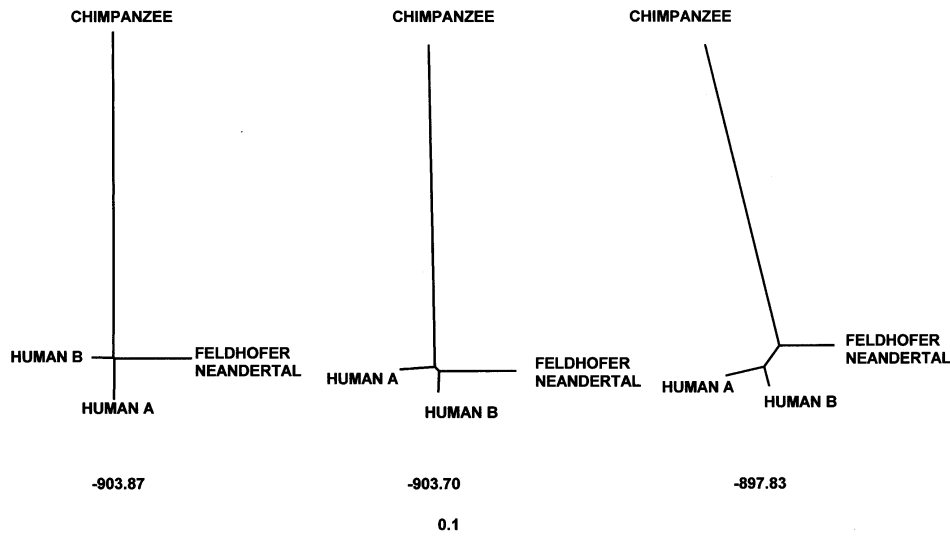 CHIMPANZEE
CHIMPANZEE
CHIMPANZEE
HUMAN B
FELDHOFER
NEANDERTAL
HUMAN A
HUMAN A
FELDHOFER
NEANDERTAL
HUMAN B
FELDHOFER
NEANDERTAL
HUMAN A
HUMAN B
-903.87
-903.70
-897.83
0.1